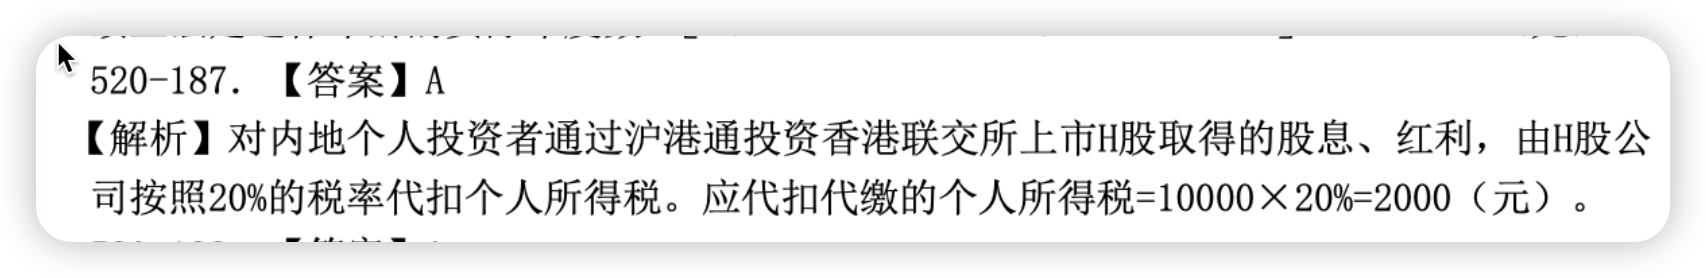 520-187. 【答案】A
【解析】对内地个人投资者通过沪港通投资香港联交所上市H股取得的股息、红利，由H股公
司按照20%的税率代扣个人所得税。应代扣代缴的个人所得税=10000×20%=2000（元）。